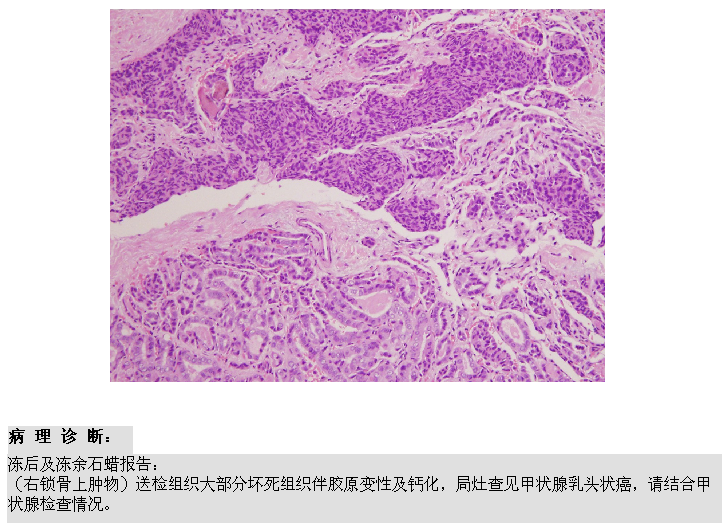 病 理 诊 断：
冻后及冻余石蜡报告：
（右锁骨上肿物）送检组织大部分坏死组织伴胶原变性及钙化，局灶查见甲状腺乳头状癌，请结合甲
状腺检查情况。